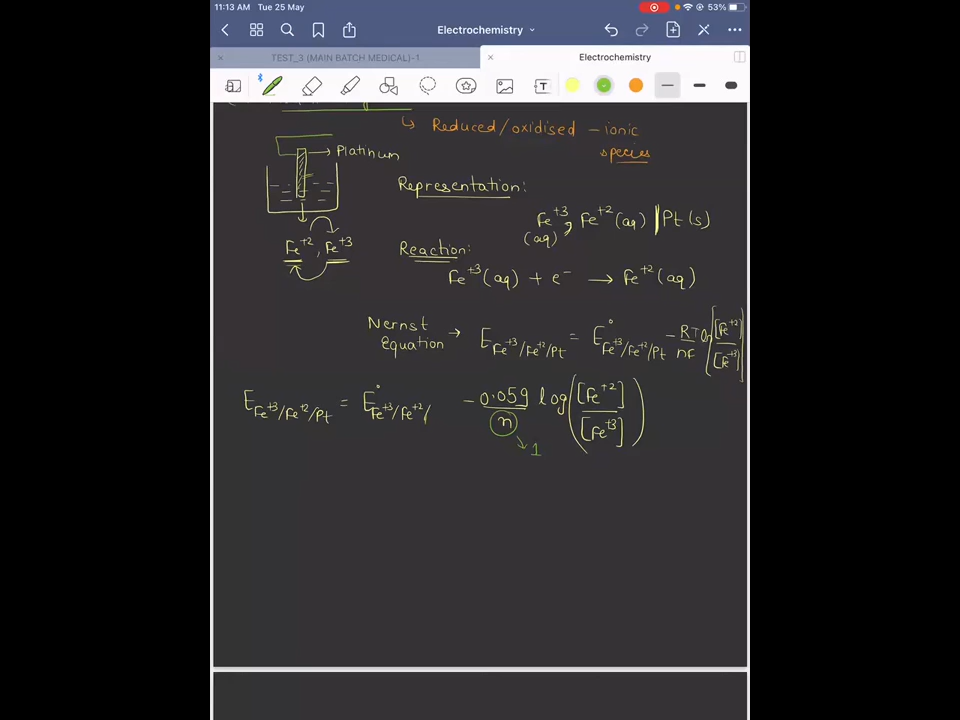 11:13 AM Tue 25 May
53%
Electrochemistry
TEST_3 (MAIN BATCH MEDICAL)-1
Electrochemistry
Reduced/oxidised - ionic
species
Platinum
Representation:
Fe+3 (aq), Fe+2 (aq) | Pt(s)
Fe+2, Fe+3
Reaction:
Fe+3 (aq) + e- → Fe+2 (aq)
Nernst
Equation → E Fe+3/Fe+2/Pt = E° Fe+3/Fe+2/Pt - RT/nF ln [Fe+2]/[Fe+3]
E Fe+3/Fe+2/Pt = E° Fe+3/Fe+2/ - 0.059/n log ([Fe+2]/[Fe+3])
1